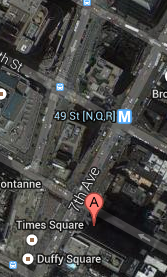 th St
49 St [N,Q,R] M
Bro
7th Ave
A
ontanne
Times Square
Duffy Square